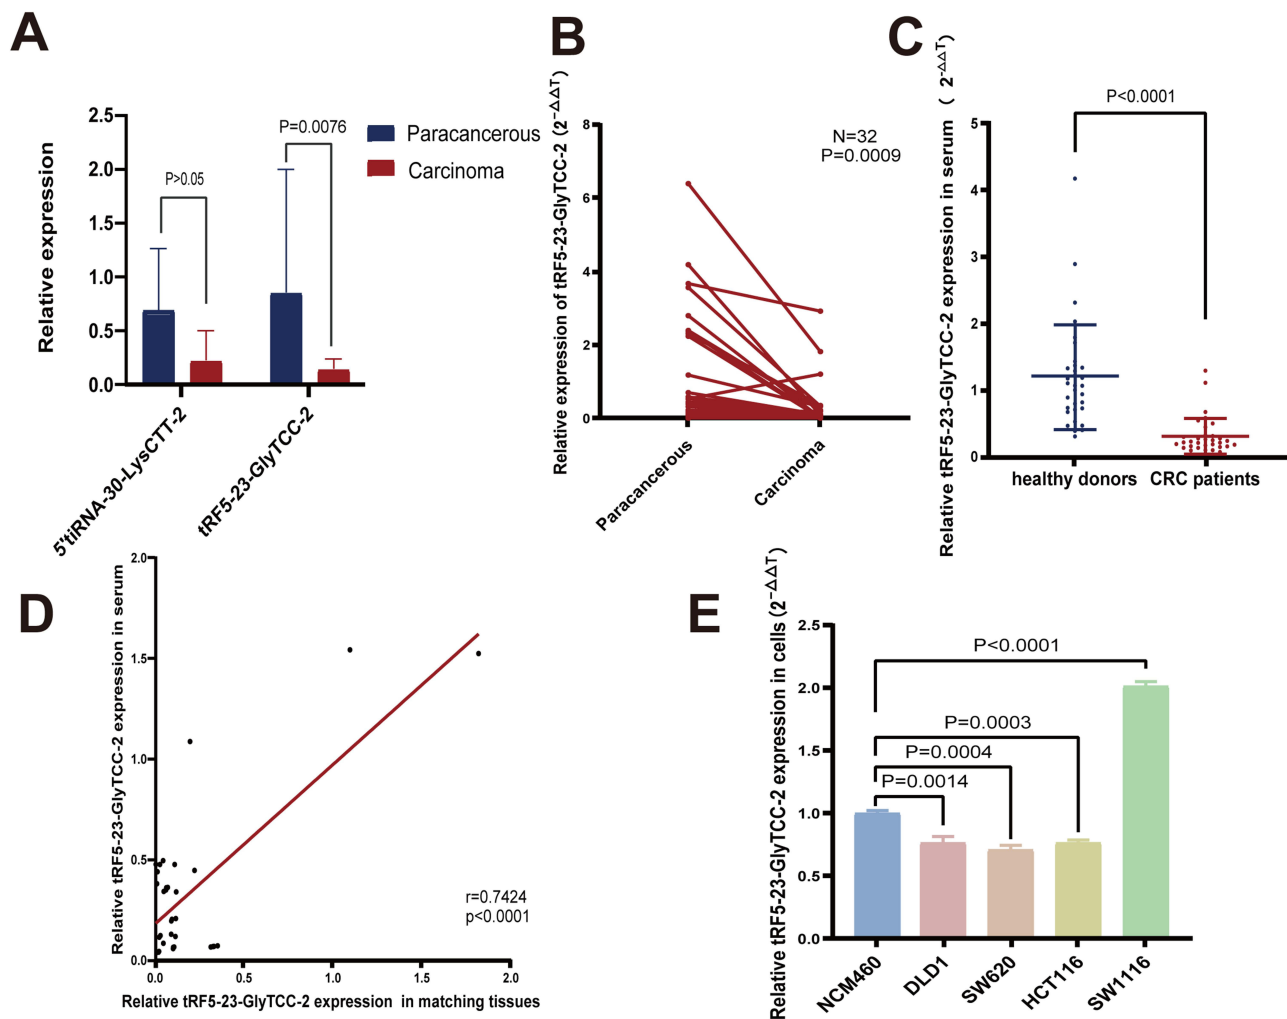 A
Relative expression
2.5
2.0
1.5
1.0
0.5
0.0
P>0.05
P=0.0076
Paracancerous
Carcinoma
5'tiRNA-30-LysCTT-2
tRF5-23-GlyTCC-2
B
Relative expression of tRF5-23-GlyTCC-2 (2^-△△T)
8
6
4
2
0
N=32
P=0.0009
Paracancerous
Carcinoma
C
Relative tRF5-23-GlyTCC-2 expression in serum ( 2^-△△T)
5
4
3
2
1
0
P<0.0001
healthy donors
CRC patients
D
Relative tRF5-23-GlyTCC-2 expression in serum
2.0
1.5
1.0
0.5
0.0
r=0.7424
p<0.0001
0.0
0.5
1.0
1.5
2.0
Relative tRF5-23-GlyTCC-2 expression in matching tissues
E
Relative tRF5-23-GlyTCC-2 expression in cells (2^-△△T)
2.5
2.0
1.5
1.0
0.5
0.0
P<0.0001
P=0.0003
P=0.0004
P=0.0014
NCM460
DLD1
SW620
HCT116
SW1116